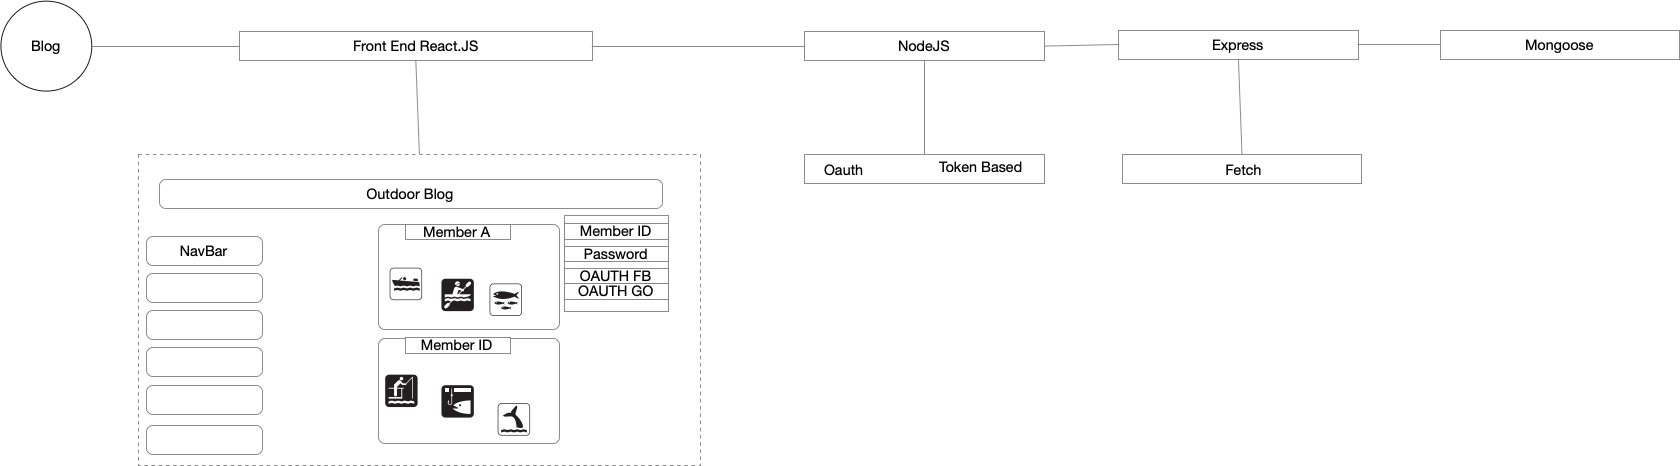 Blog
Front End React.JS
NodeJS
Express
Mongoose
Oauth
Token Based
Fetch
Outdoor Blog
NavBar
Member A
Member ID
Password
OAUTH FB
OAUTH GO
Member ID